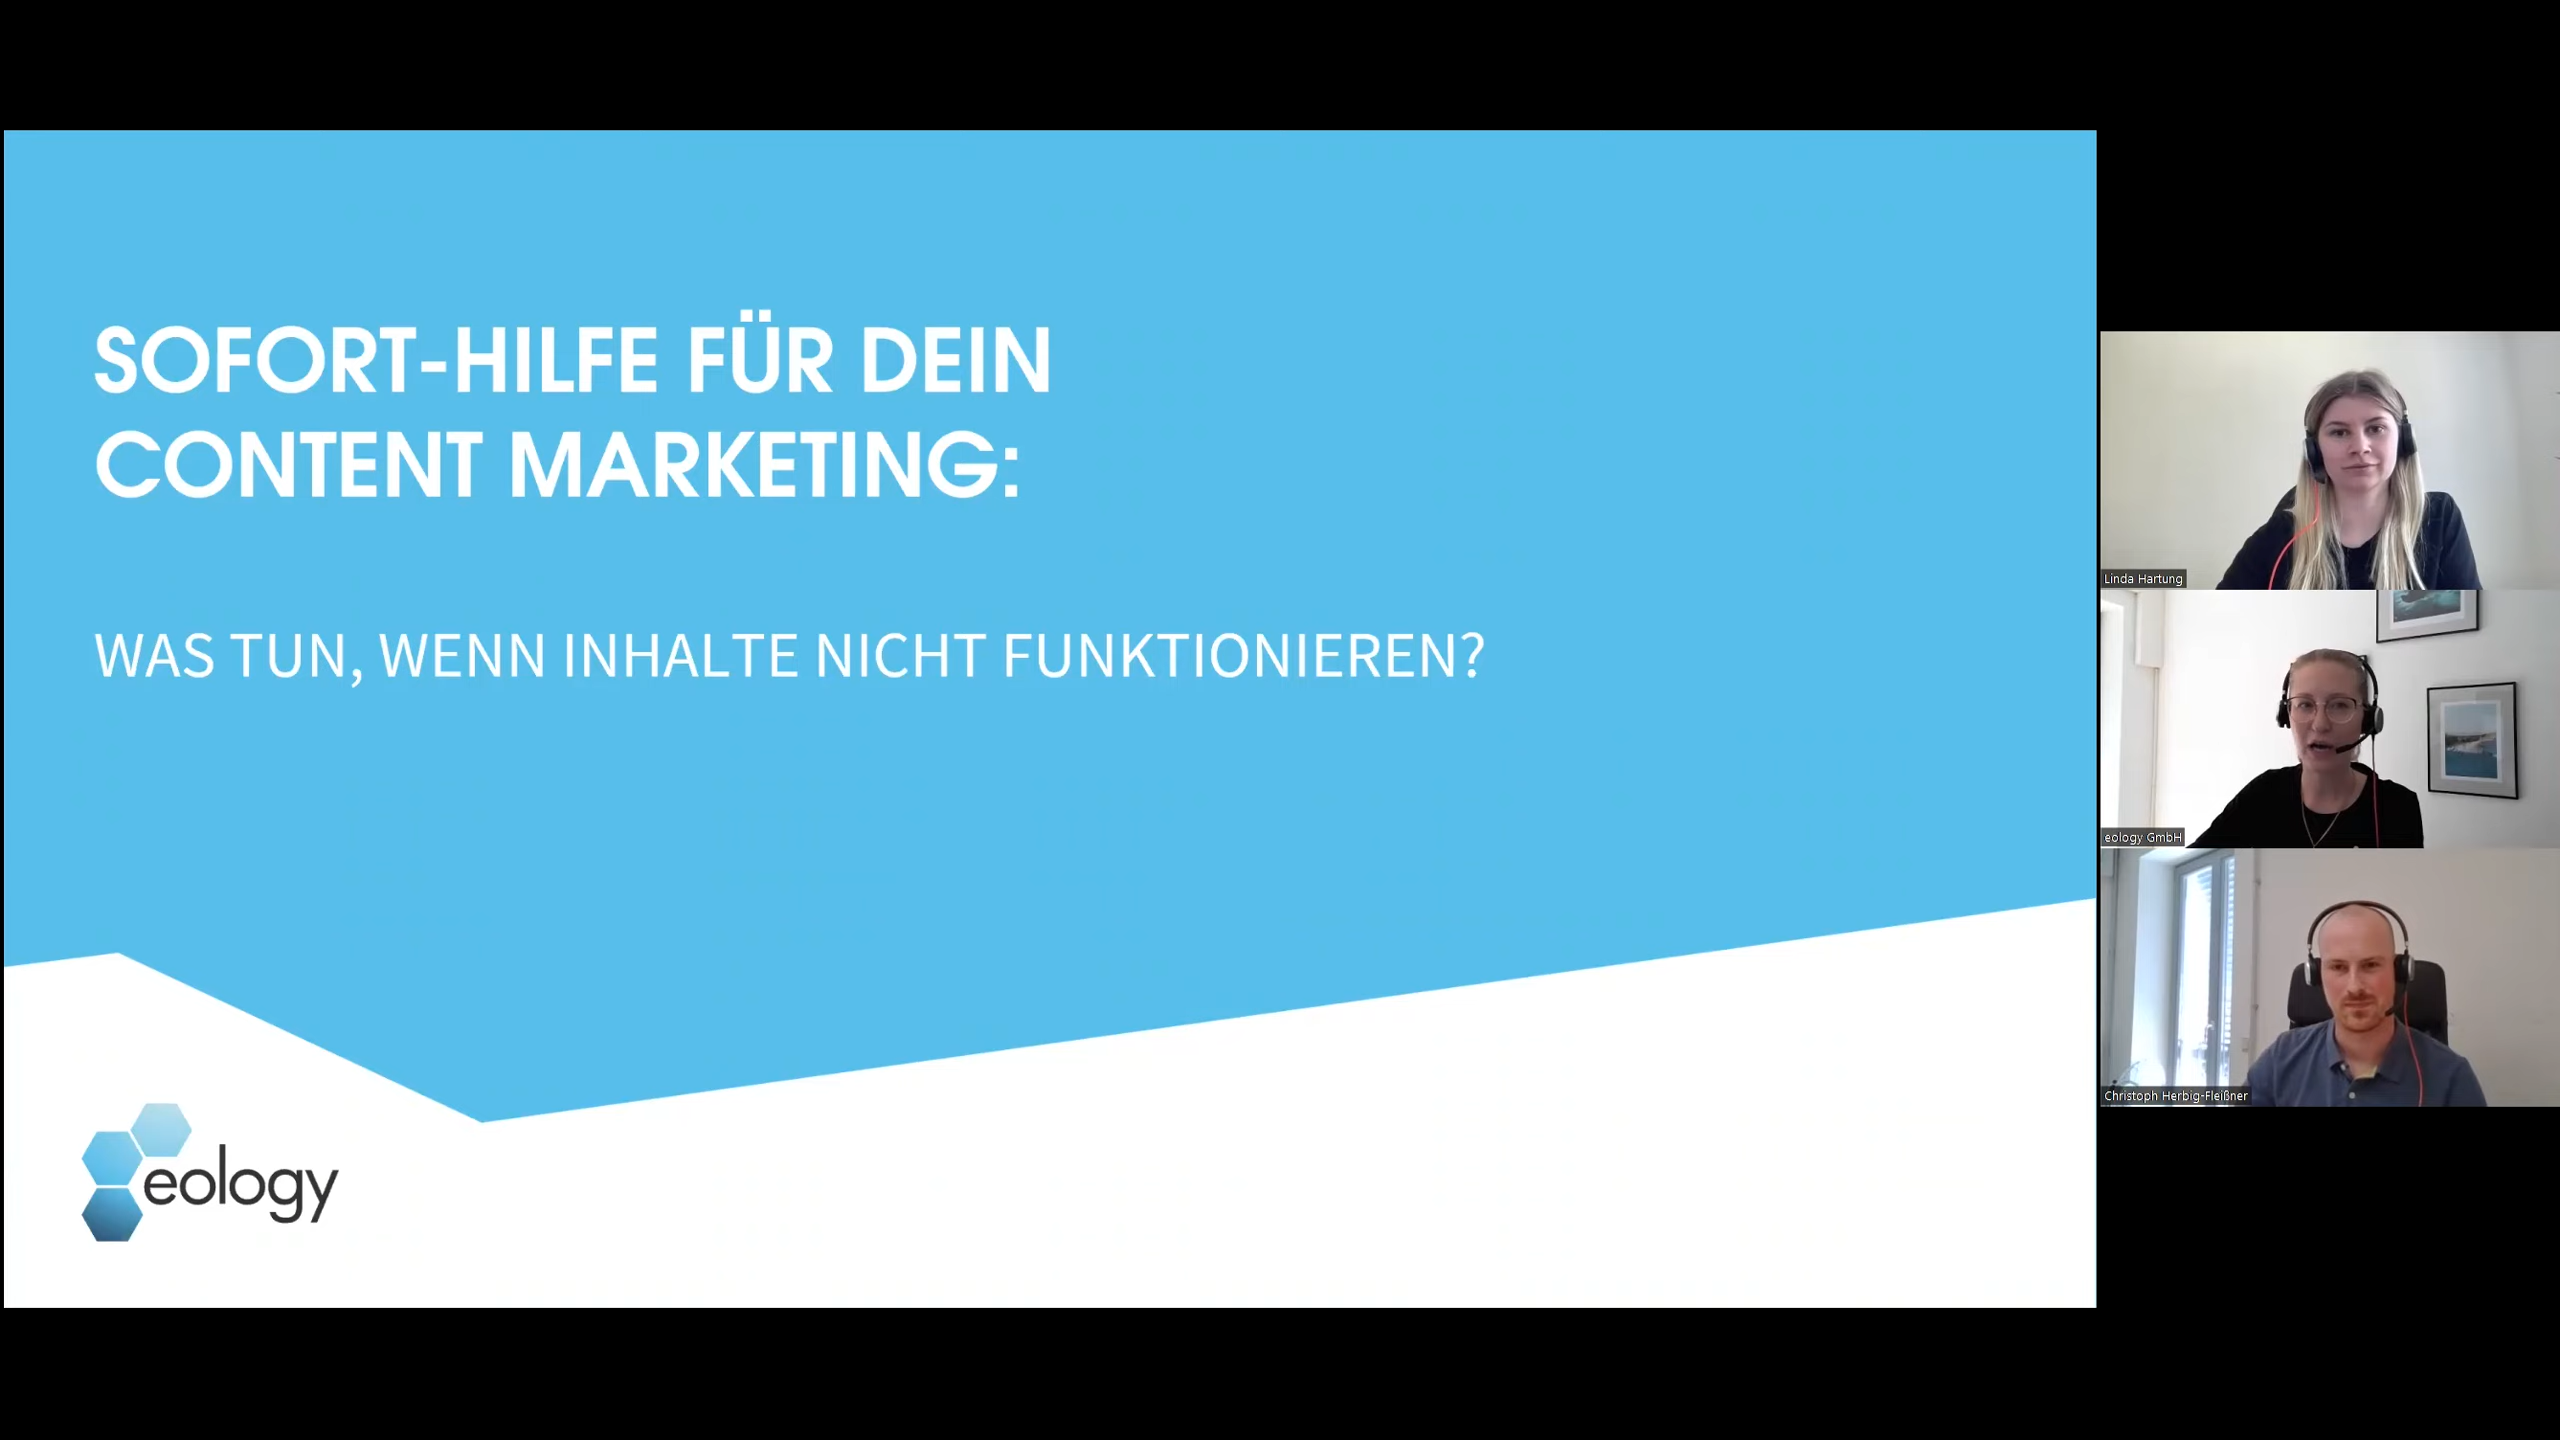 SOFORT-HILFE FÜR DEIN
CONTENT MARKETING:
WAS TUN, WENN INHALTE NICHT FUNKTIONIEREN?
eology
Linda Hartung
eology GmbH
Christoph Herbig-Fleißner